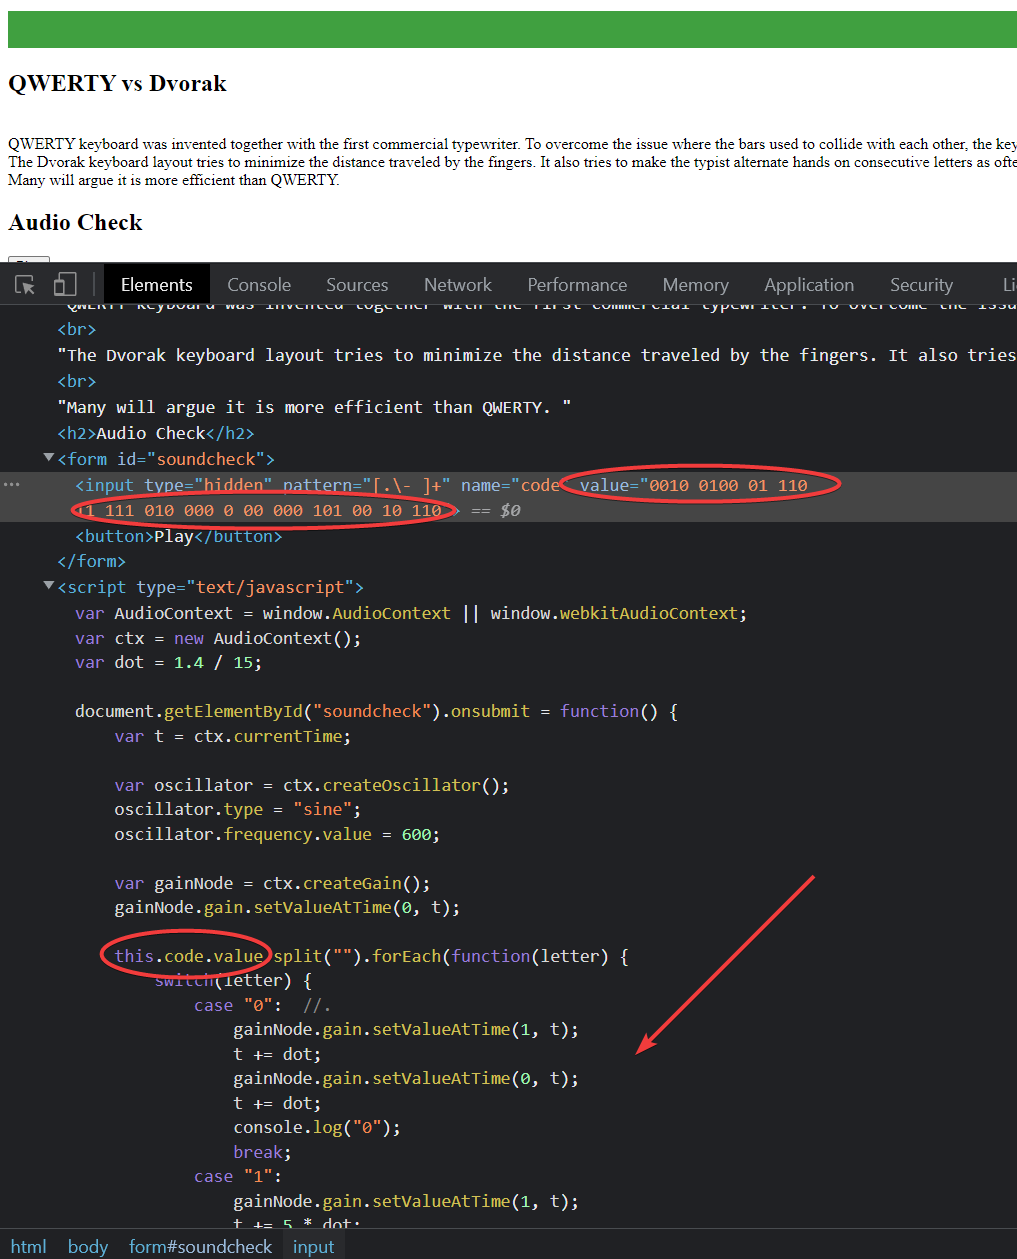 QWERTY vs Dvorak
QWERTY keyboard was invented together with the first commercial typewriter. To overcome the issue where the bars used to collide with each other, the key
The Dvorak keyboard layout tries to minimize the distance traveled by the fingers. It also tries to make the typist alternate hands on consecutive letters as ofte
Many will argue it is more efficient than QWERTY.
Audio Check
Elements Console Sources Network Performance Memory Application Security Li
QWERTY keyboard was invented together with the first commercial typewriter. To overcome the issu
<br>
"The Dvorak keyboard layout tries to minimize the distance traveled by the fingers. It also tries
<br>
"Many will argue it is more efficient than QWERTY. "
<h2>Audio Check</h2>
<form id="soundcheck">
<input type="hidden" pattern="[.\- ]+" name="code" value="0010 0100 01 110
11 111 010 000 0 00 000 101 00 10 110 == $0
<button>Play</button>
</form>
<script type="text/javascript">
var AudioContext = window.AudioContext || window.webkitAudioContext;
var ctx = new AudioContext();
var dot = 1.4 / 15;
document.getElementById("soundcheck").onsubmit = function() {
var t = ctx.currentTime;
var oscillator = ctx.createOscillator();
oscillator.type = "sine";
oscillator.frequency.value = 600;
var gainNode = ctx.createGain();
gainNode.gain.setValueAtTime(0, t);
this.code.value.split("").forEach(function(letter) {
switch(letter) {
case "0": //.
gainNode.gain.setValueAtTime(1, t);
t += dot;
gainNode.gain.setValueAtTime(0, t);
t += dot;
console.log("0");
break;
case "1":
gainNode.gain.setValueAtTime(1, t);
t += 5 * dot;
html body form#soundcheck input